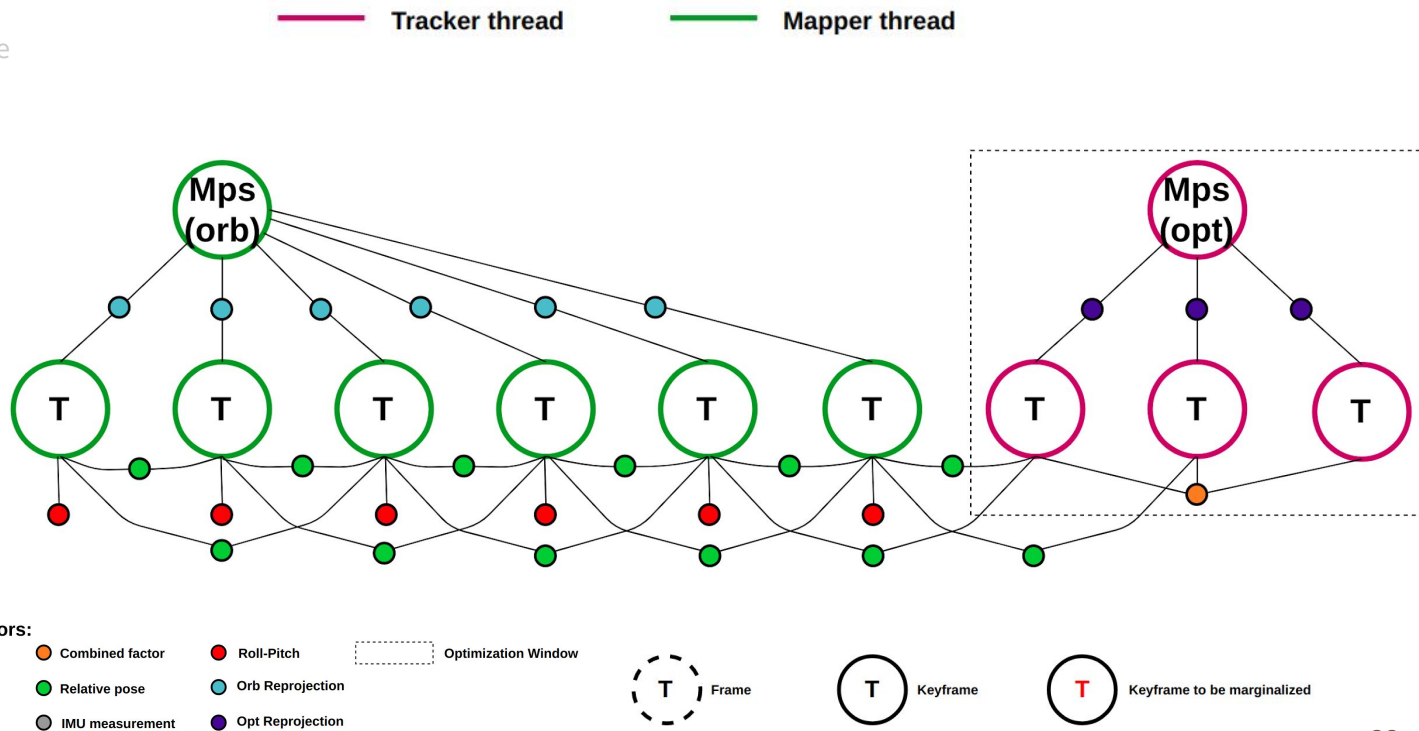 Tracker thread
Mapper thread
e
Mps
(orb)
Mps
(opt)
T
T
T
T
T
T
T
T
T
ors:
Combined factor
Roll-Pitch
Optimization Window
Relative pose
Orb Reprojection
T
Frame
T
Keyframe
T
Keyframe to be marginalized
IMU measurement
Opt Reprojection